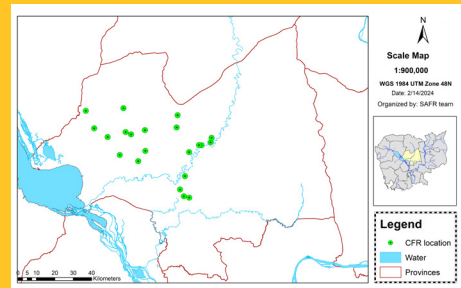 N
Scale Map
1:900,000
WGS 1984 UTM Zone 48N
Date: 2/14/2024
Organized by: SAFR team
Legend
CFR location
Water
Provinces
0 5 10 20 30 40
Kilometers